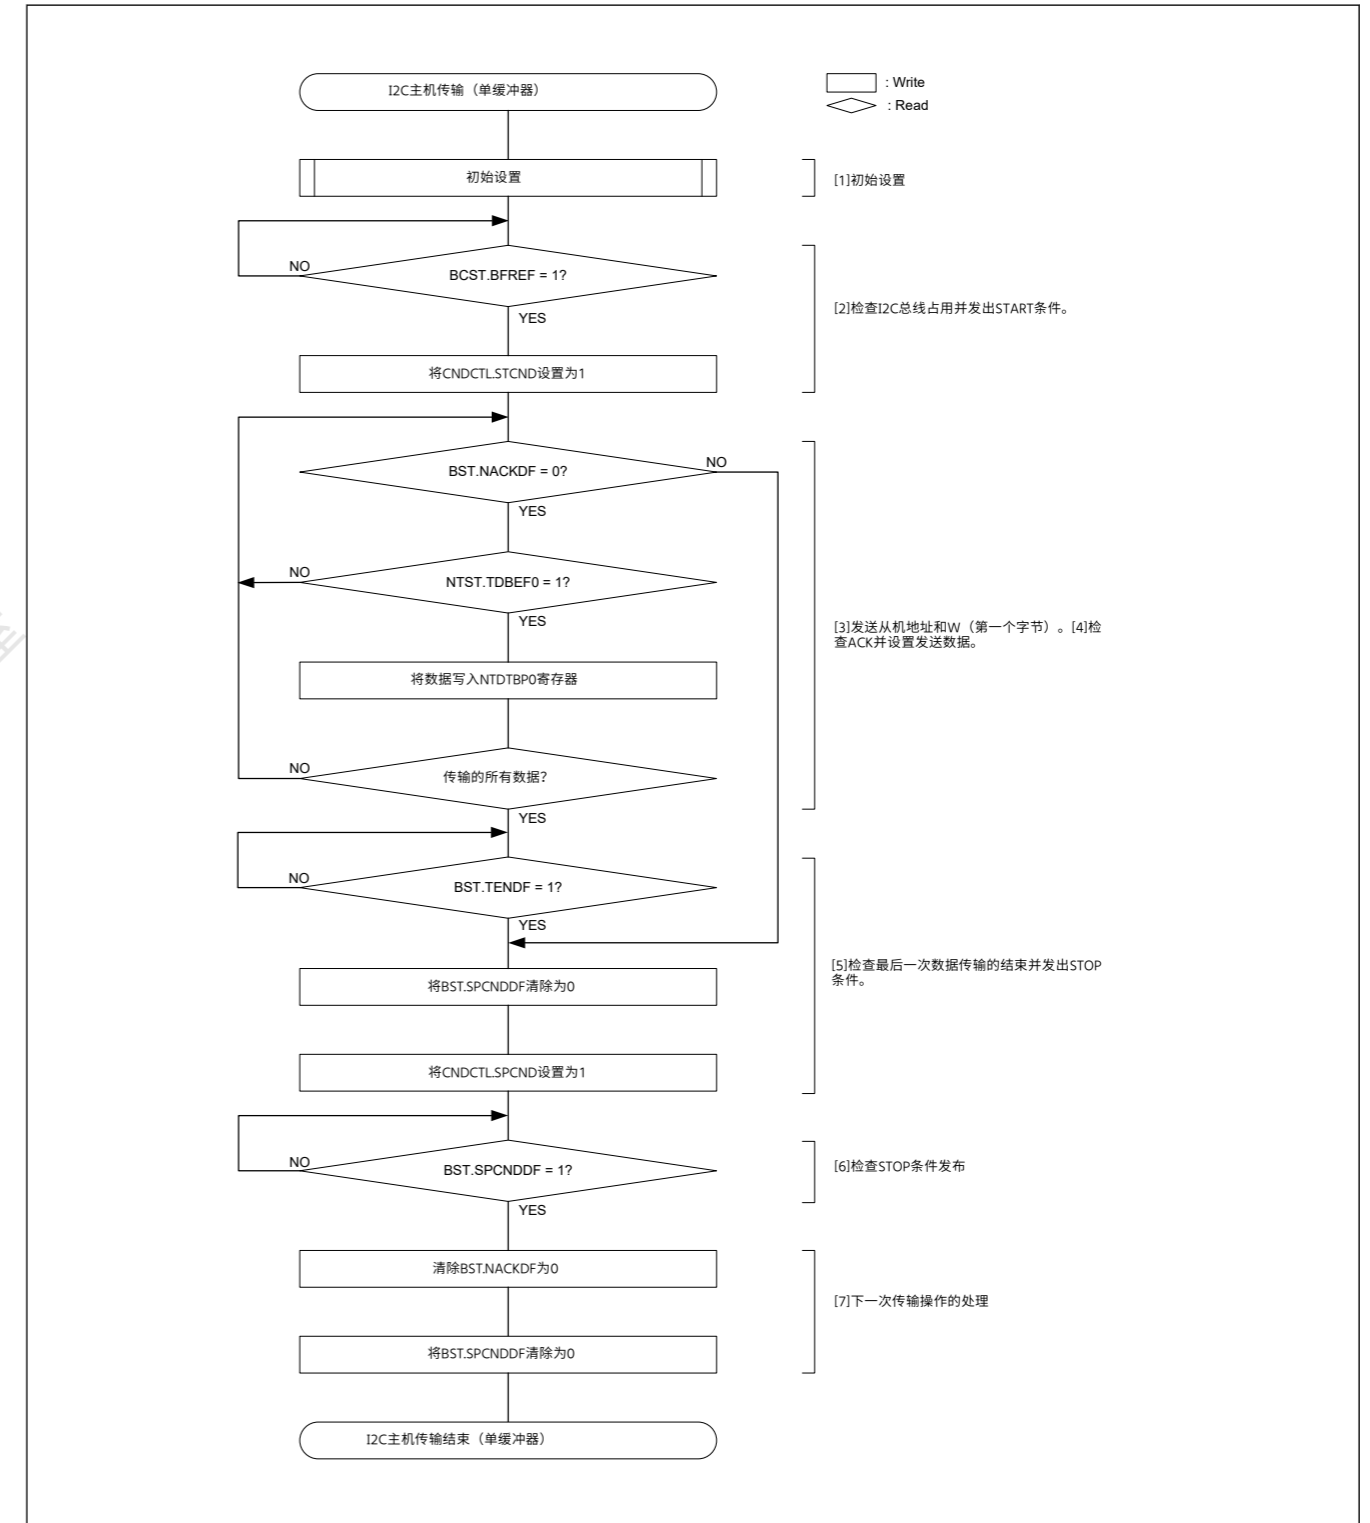 I2C主机传输（单缓冲器）
: Write
: Read
初始设置
[1]初始设置
NO
BCST.BFREF = 1?
YES
[2]检查I2C总线占用并发出START条件。
将CNDCTL.STCND设置为1
BST.NACKDF = 0?
NO
YES
NO
NTST.TDBEF0 = 1?
YES
[3]发送从机地址和W（第一个字节）。[4]检
查ACK并设置发送数据。
将数据写入NTDTBP0寄存器
NO
传输的所有数据?
YES
NO
BST.TENDF = 1?
YES
[5]检查最后一次数据传输的结束并发出STOP
条件。
将BST.SPCNDDF清除为0
将CNDCTL.SPCND设置为1
NO
BST.SPCNDDF = 1?
YES
[6]检查STOP条件发布
清除BST.NACKDF为0
[7]下一次传输操作的处理
将BST.SPCNDDF清除为0
I2C主机传输结束（单缓冲器）